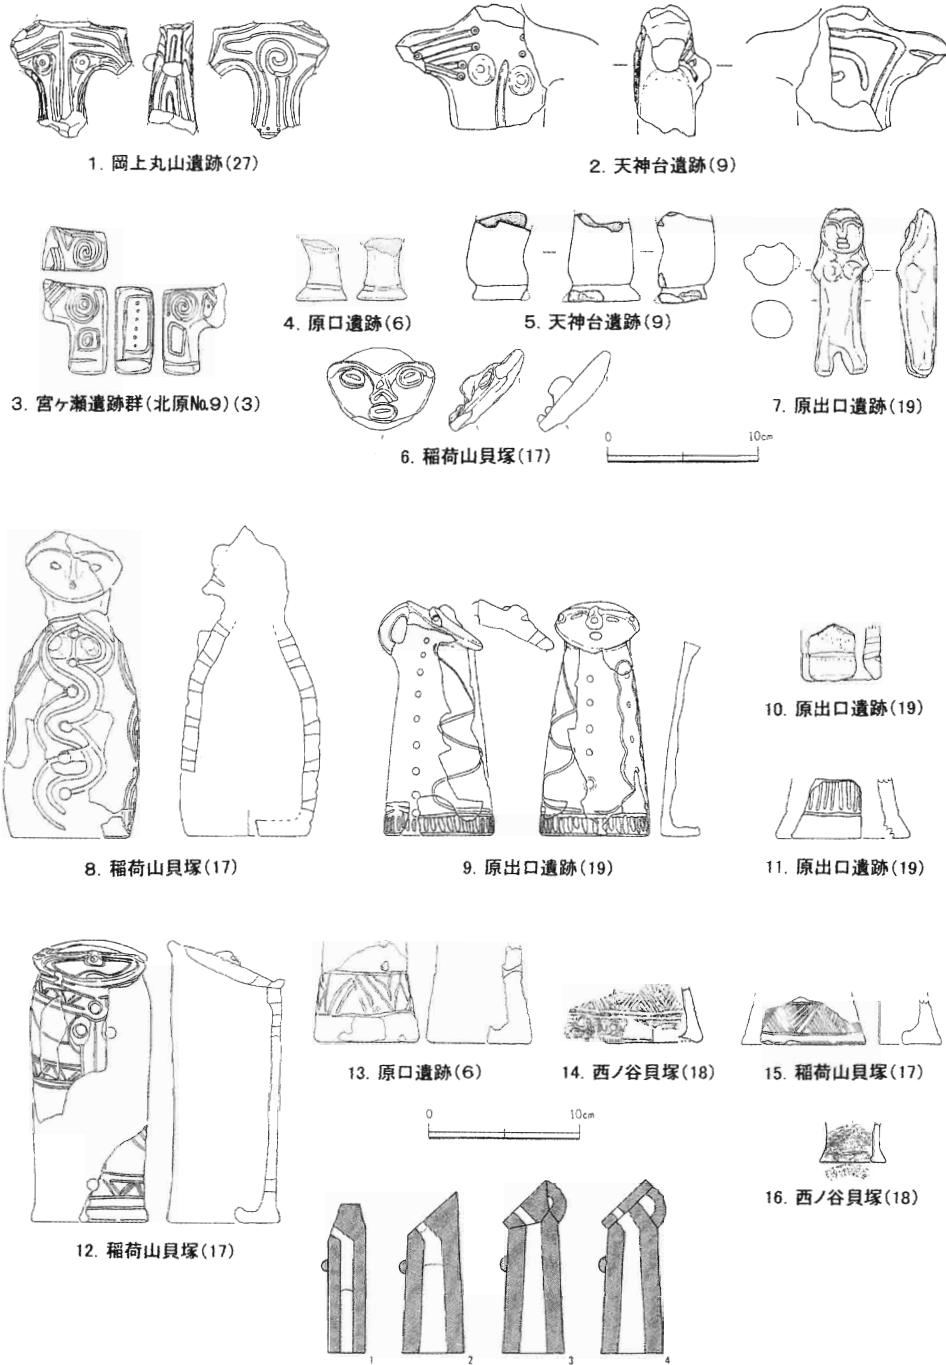 1. 岡上丸山遺跡(27)
2. 天神台遺跡(9)
3. 宮ヶ瀬遺跡群(北原No.9)(3)
4. 原口遺跡(6)
5. 天神台遺跡(9)
6. 稲荷山貝塚(17)
7. 原出口遺跡(19)
0 10cm
8. 稲荷山貝塚(17)
9. 原出口遺跡(19)
10. 原出口遺跡(19)
11. 原出口遺跡(19)
12. 稲荷山貝塚(17)
13. 原口遺跡(6)
14. 西ノ谷貝塚(18)
15. 稲荷山貝塚(17)
0 10cm
16. 西ノ谷貝塚(18)
1 2 3 4